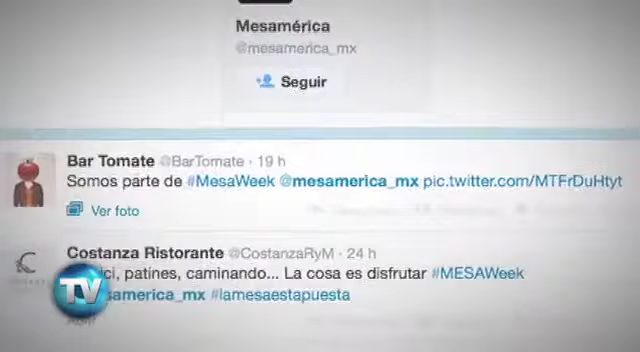 Mesamérica
@mesamerica_mx
Seguir
Bar Tomate @BarTomate · 19 h
Somos parte de #MesaWeek @mesamerica_mx pic.twitter.com/MTFrDuHtyt
Ver foto
Costanza Ristorante @CostanzaRyM · 24 h
ici, patines, caminando... La cosa es disfrutar #MESAWeek
samerica_mx #lamesaestapuesta
TV